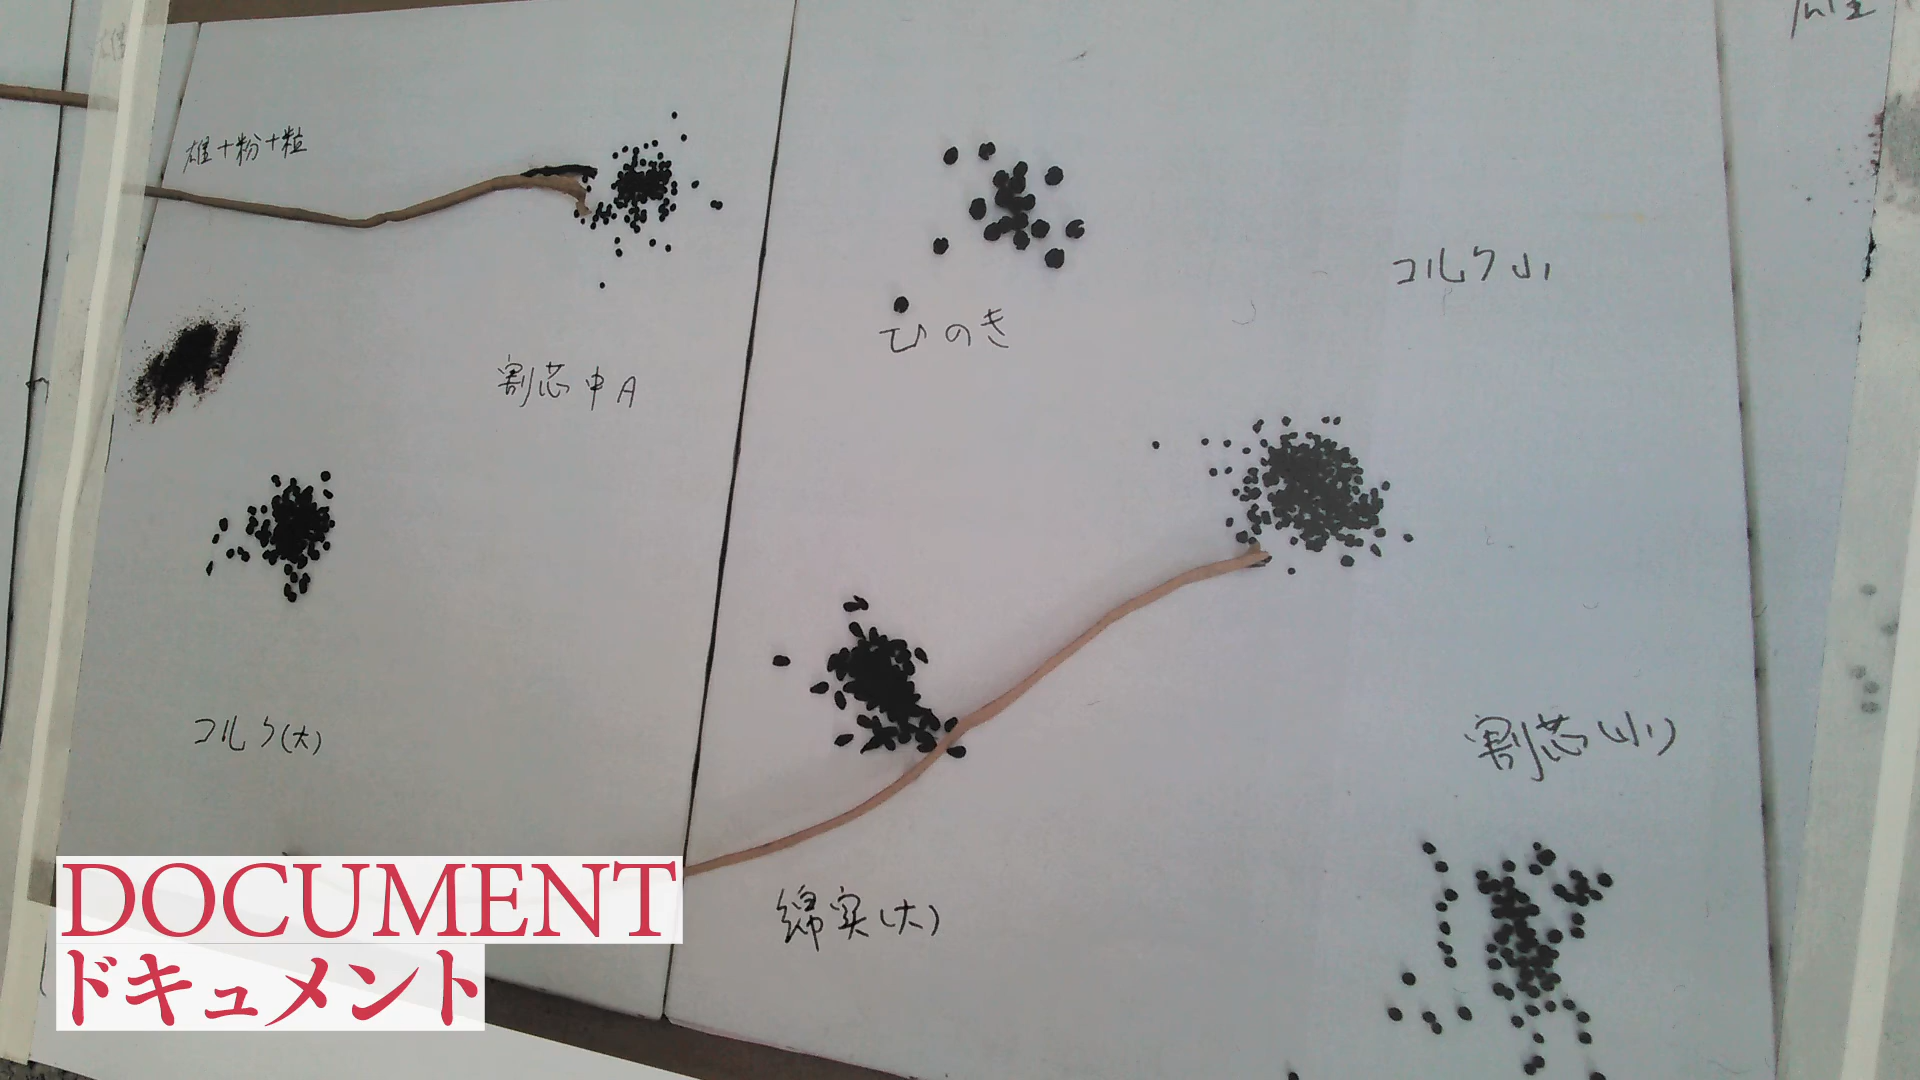 雄+粉+粒
ひのき
コルク小
割芯中A
コルク(大)
割芯(小)
綿実(大)
DOCUMENT
ドキュメント